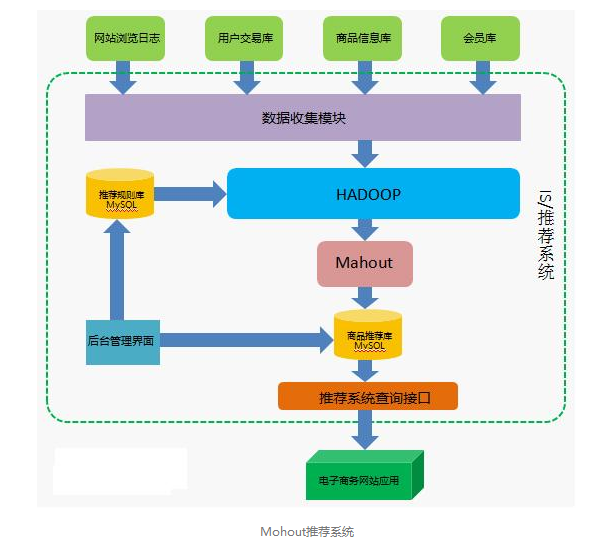 网站浏览日志
用户交易库
商品信息库
会员库
数据收集模块
推荐规则库
MySQL
HADOOP
Mahout
IS/推荐系统
后台管理界面
商品推荐库
MySQL
推荐系统查询接口
电子商务网站应用
Mohout推荐系统